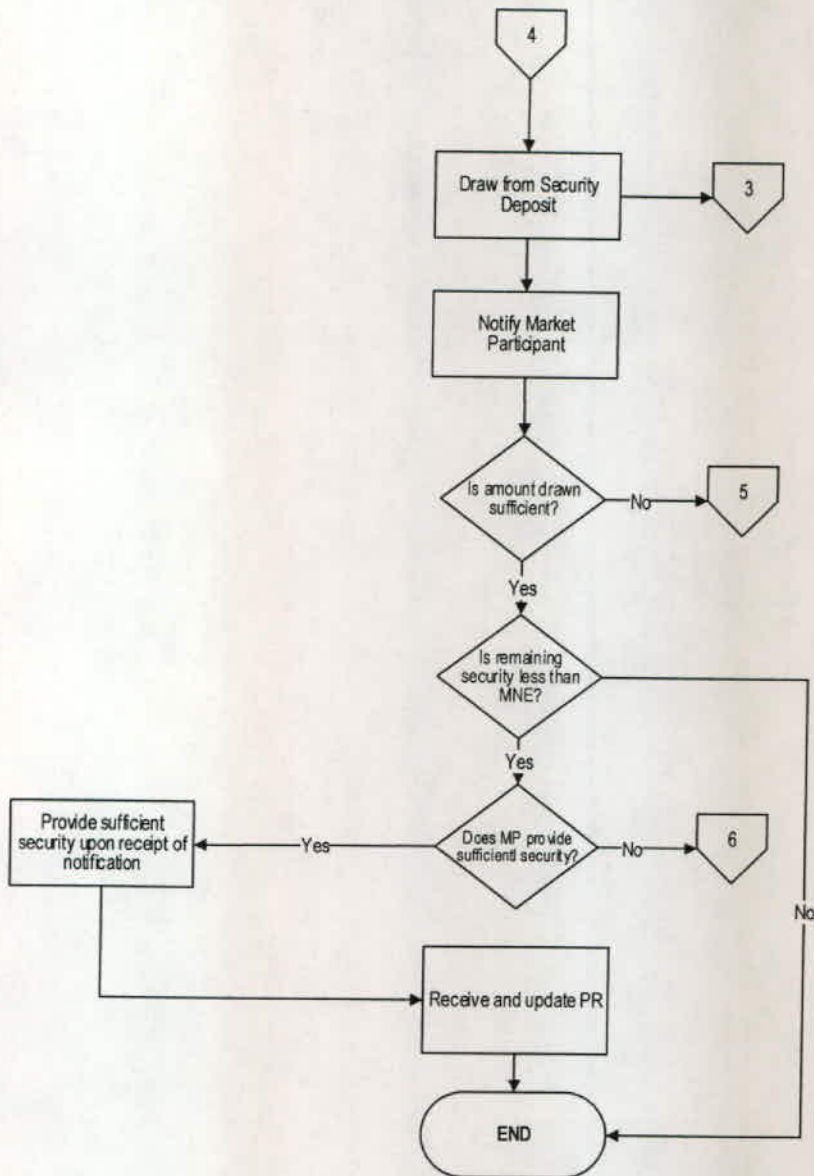 4
Draw from Security
Deposit
3
Notify Market
Participant
Is amount drawn
sufficient?
No
5
Yes
Is remaining
security less than
MNE?
Yes
Provide sufficient
security upon receipt of
notification
Yes
Does MP provide
sufficientl security?
No
6
No
Receive and update PR
END